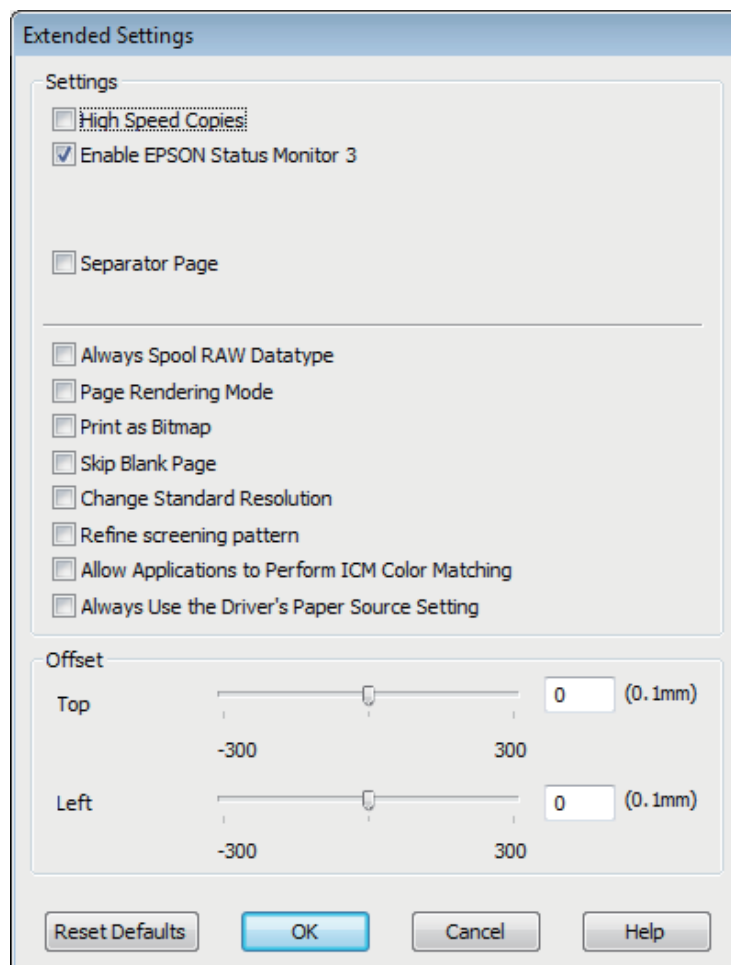 Extended Settings
Settings
High Speed Copies
Enable EPSON Status Monitor 3
Separator Page
Always Spool RAW Datatype
Page Rendering Mode
Print as Bitmap
Skip Blank Page
Change Standard Resolution
Refine screening pattern
Allow Applications to Perform ICM Color Matching
Always Use the Driver's Paper Source Setting
Offset
Top 0 (0.1mm)
-300 300
Left 0 (0.1mm)
-300 300
Reset Defaults OK Cancel Help